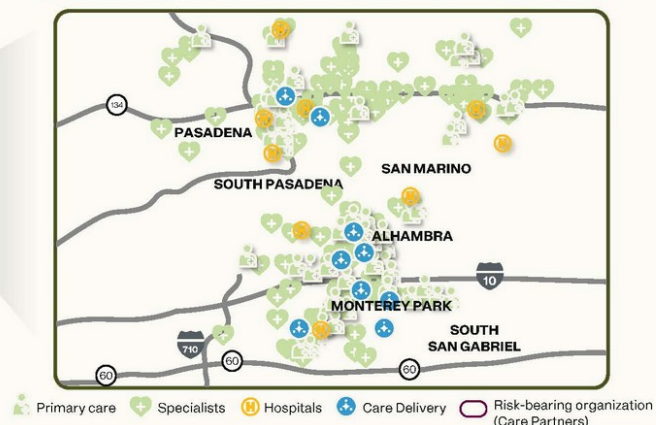 134
PASADENA
SAN MARINO
SOUTH PASADENA
ALHAMBRA
10
MONTEREY PARK
SOUTH
SAN GABRIEL
710
60
60
60
Primary care
Specialists
H Hospitals
Care Delivery
Risk-bearing organization
(Care Partners)